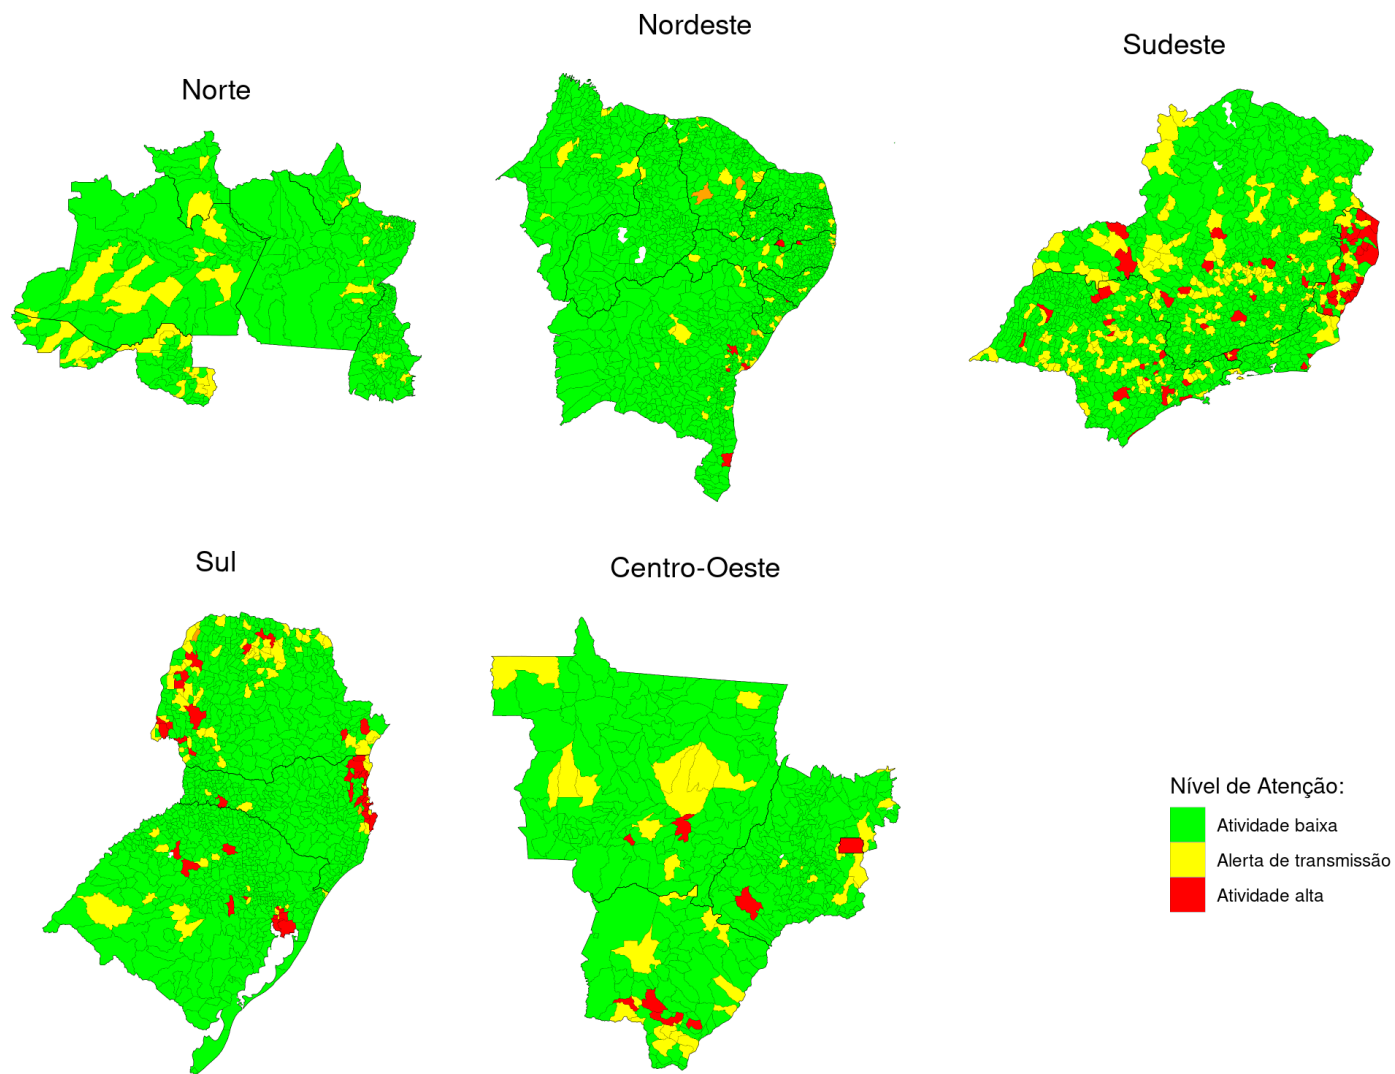 Norte
Nordeste
Sudeste
Sul
Centro-Oeste
Nível de Atenção:
Atividade baixa
Alerta de transmissão
Atividade alta